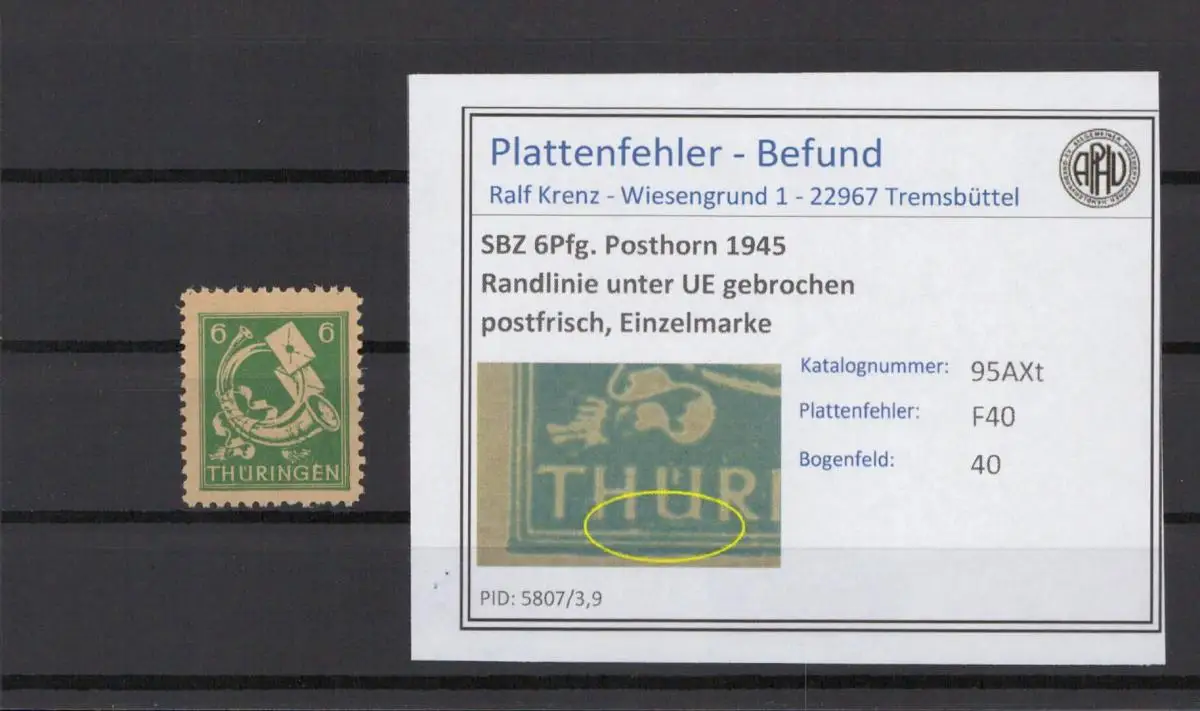 6 6
THÜRINGEN
Plattenfehler - Befund
Ralf Krenz - Wiesengrund 1 - 22967 Tremsbüttel
APHV
SBZ 6Pfg. Posthorn 1945
Randlinie unter UE gebrochen
postfrisch, Einzelmarke
THÜRI
Katalognummer: 95AXt
Plattenfehler: F40
Bogenfeld: 40
PID: 5807/3,9